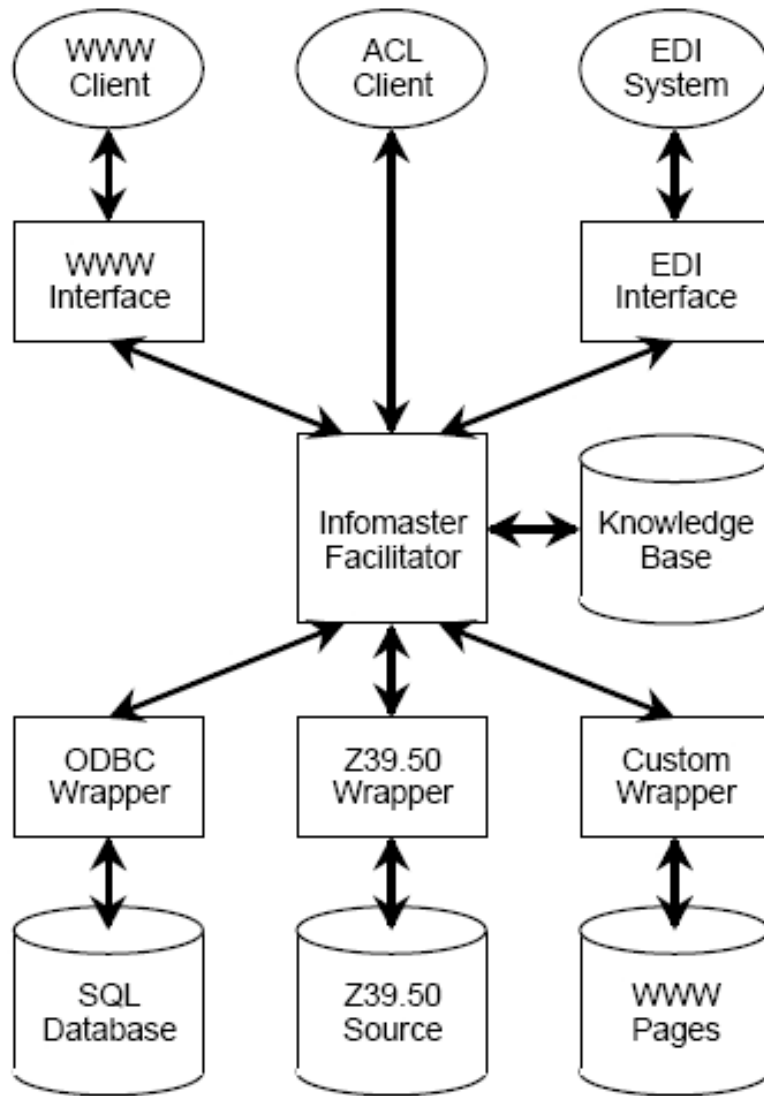 WWW
Client
ACL
Client
EDI
System
WWW
Interface
EDI
Interface
Infomaster
Facilitator
Knowledge
Base
ODBC
Wrapper
Z39.50
Wrapper
Custom
Wrapper
SQL
Database
Z39.50
Source
WWW
Pages